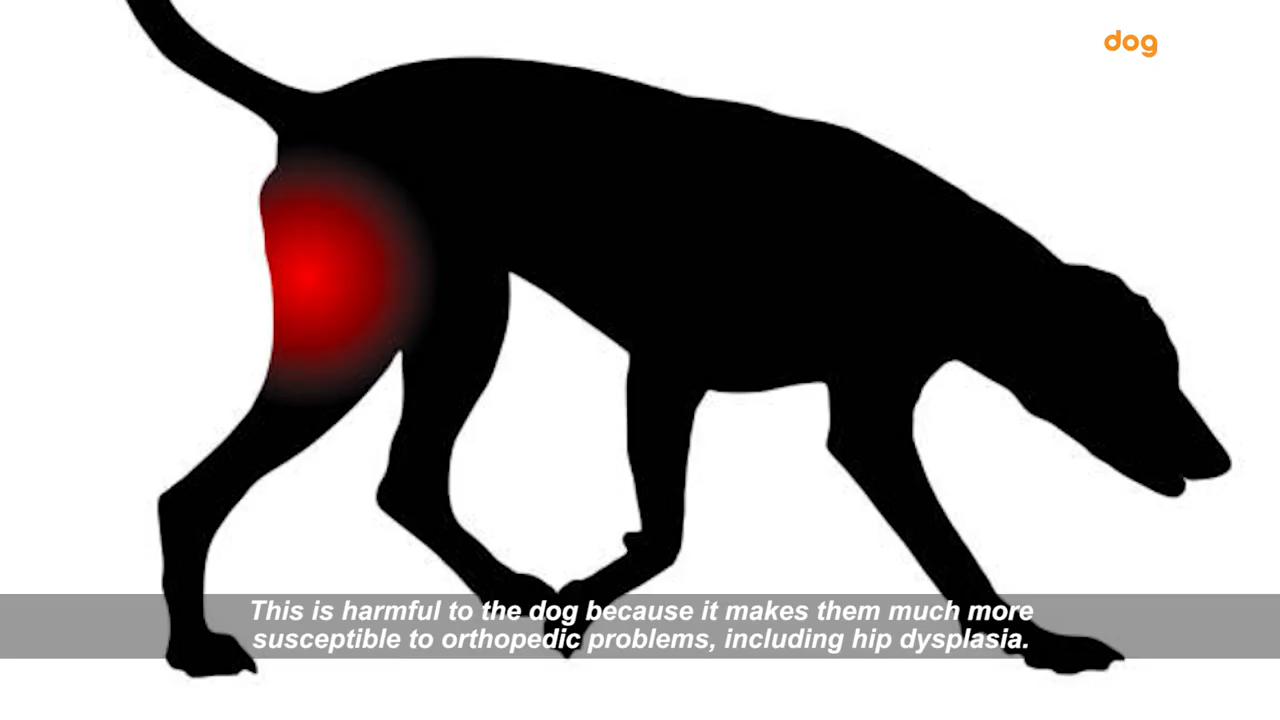 dog
This is harmful to the dog because it makes them much more
susceptible to orthopedic problems, including hip dysplasia.